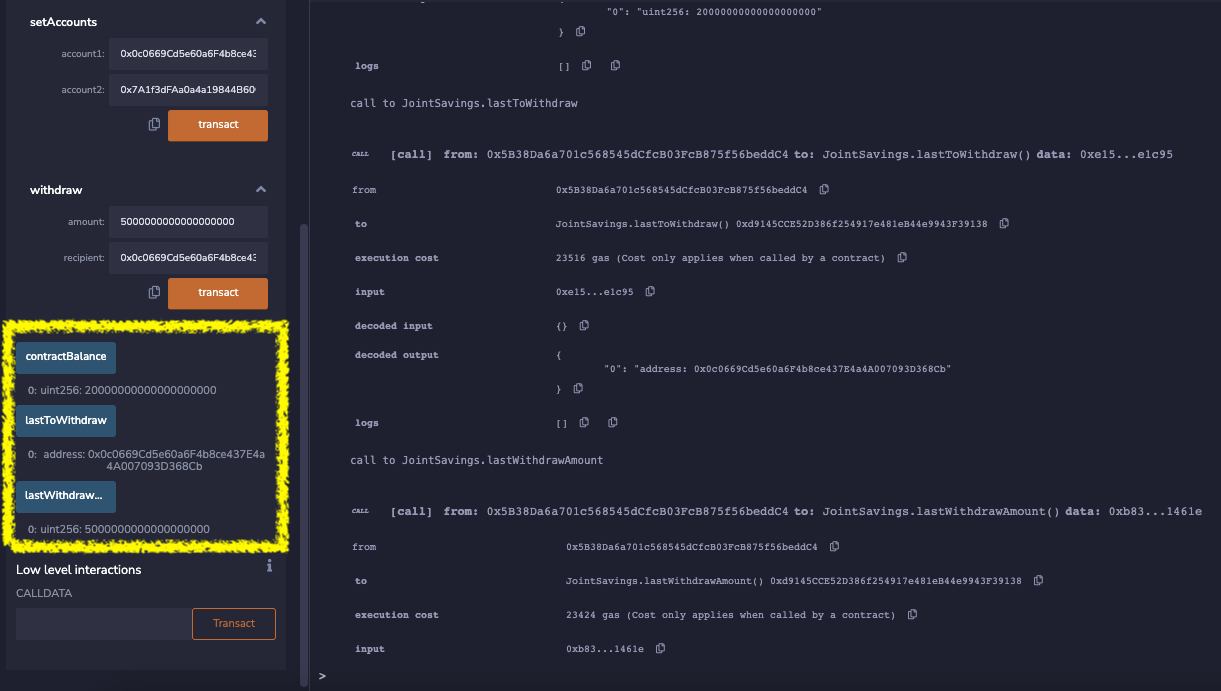 setAccounts
account1: 0x0c0669Cd5e60a6F4b8ce43
account2: 0x7A1f3dFAa0a4a19844B60
transact
withdraw
amount: 5000000000000000000
recipient: 0x0c0669Cd5e60a6F4b8ce43
transact
contractBalance
0: uint256: 20000000000000000000
lastToWithdraw
0: address: 0x0c0669Cd5e60a6F4b8ce437E4a
4A007093D368Cb
lastWithdraw...
0: uint256: 5000000000000000000
Low level interactions
i
CALLDATA
Transact
"0": "uint256: 20000000000000000000"
}
logs []
call to JointSavings.lastToWithdraw
CALL [call] from: 0x5B38Da6a701c568545dCfcB03FcB875f56beddC4 to: JointSavings.lastToWithdraw() data: 0xe15...e1c95
from 0x5B38Da6a701c568545dCfcB03FcB875f56beddC4
to JointSavings.lastToWithdraw() 0xd9145CCE52D386f254917e481eB44e9943F39138
execution cost 23516 gas (Cost only applies when called by a contract)
input 0xe15...e1c95
decoded input {}
decoded output {
"0": "address: 0x0c0669Cd5e60a6F4b8ce437E4a4A007093D368Cb"
}
logs []
call to JointSavings.lastWithdrawAmount
CALL [call] from: 0x5B38Da6a701c568545dCfcB03FcB875f56beddC4 to: JointSavings.lastWithdrawAmount() data: 0xb83...1461e
from 0x5B38Da6a701c568545dCfcB03FcB875f56beddC4
to JointSavings.lastWithdrawAmount() 0xd9145CCE52D386f254917e481eB44e9943F39138
execution cost 23424 gas (Cost only applies when called by a contract)
input 0xb83...1461e
>